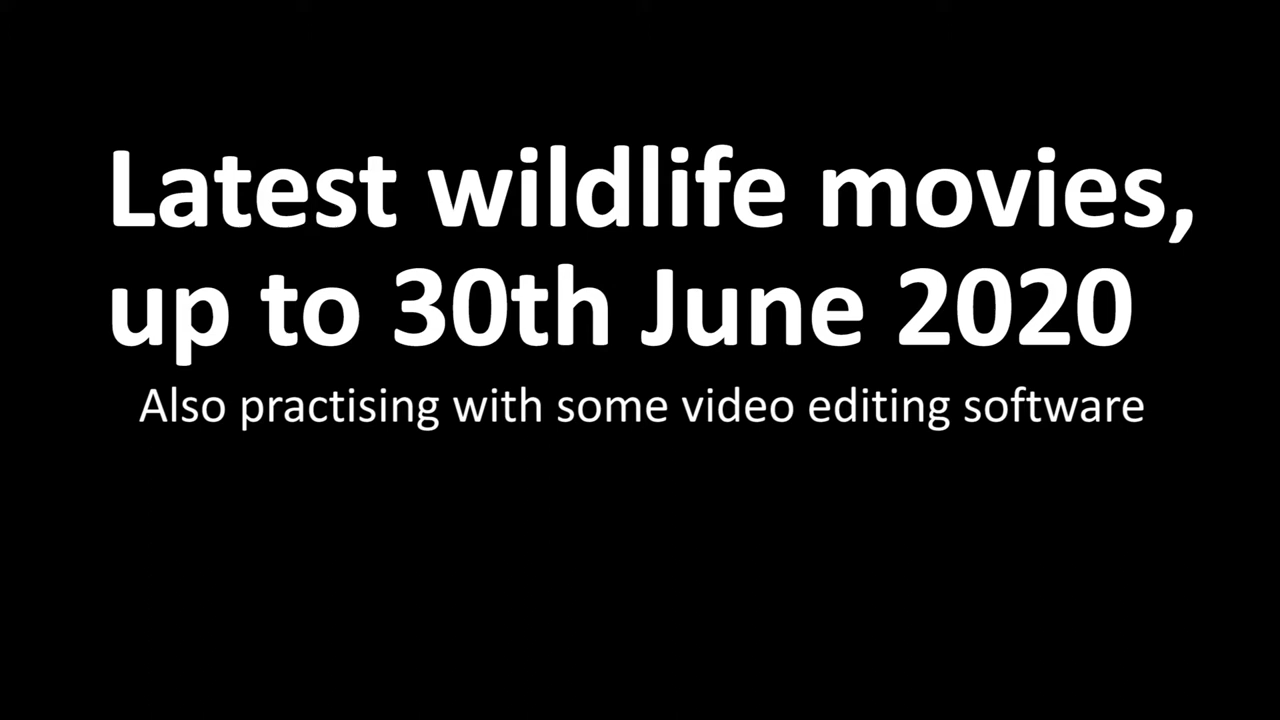 Latest wildlife movies,
up to 30th June 2020
Also practising with some video editing software